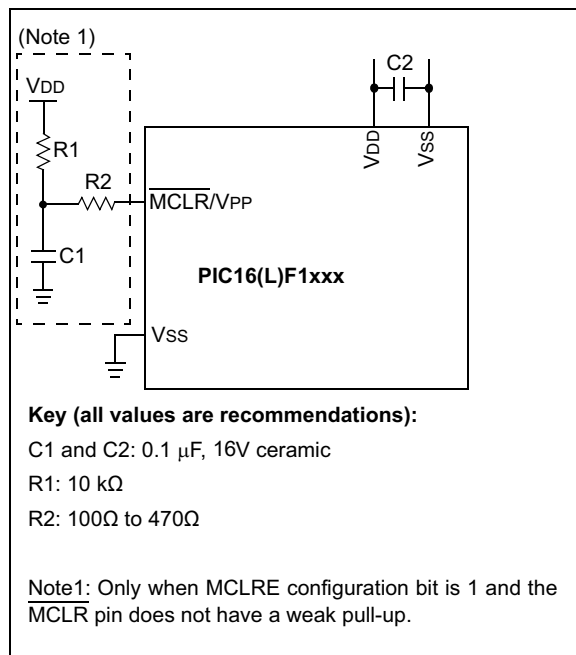 (Note 1)
VDD
R1
R2
C1
C2
VDD
VSS
MCLR/VPP
PIC16(L)F1xxx
VSS
Key (all values are recommendations):
C1 and C2: 0.1 μF, 16V ceramic
R1: 10 kΩ
R2: 100Ω to 470Ω
Note1: Only when MCLRE configuration bit is 1 and the
MCLR pin does not have a weak pull-up.